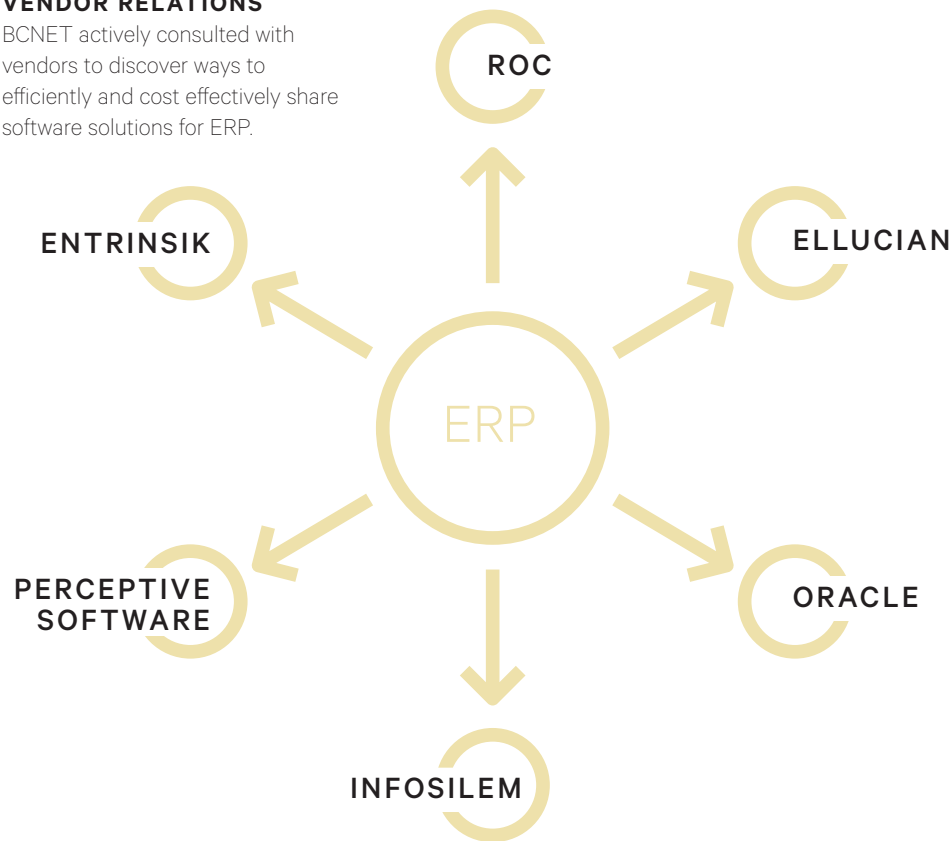 VENDOR RELATIONS
BCNET actively consulted with
vendors to discover ways to
efficiently and cost effectively share
software solutions for ERP.
ROC
ENTRINSIK
ELLUCIAN
ERP
PERCEPTIVE
SOFTWARE
ORACLE
INFOSILEM